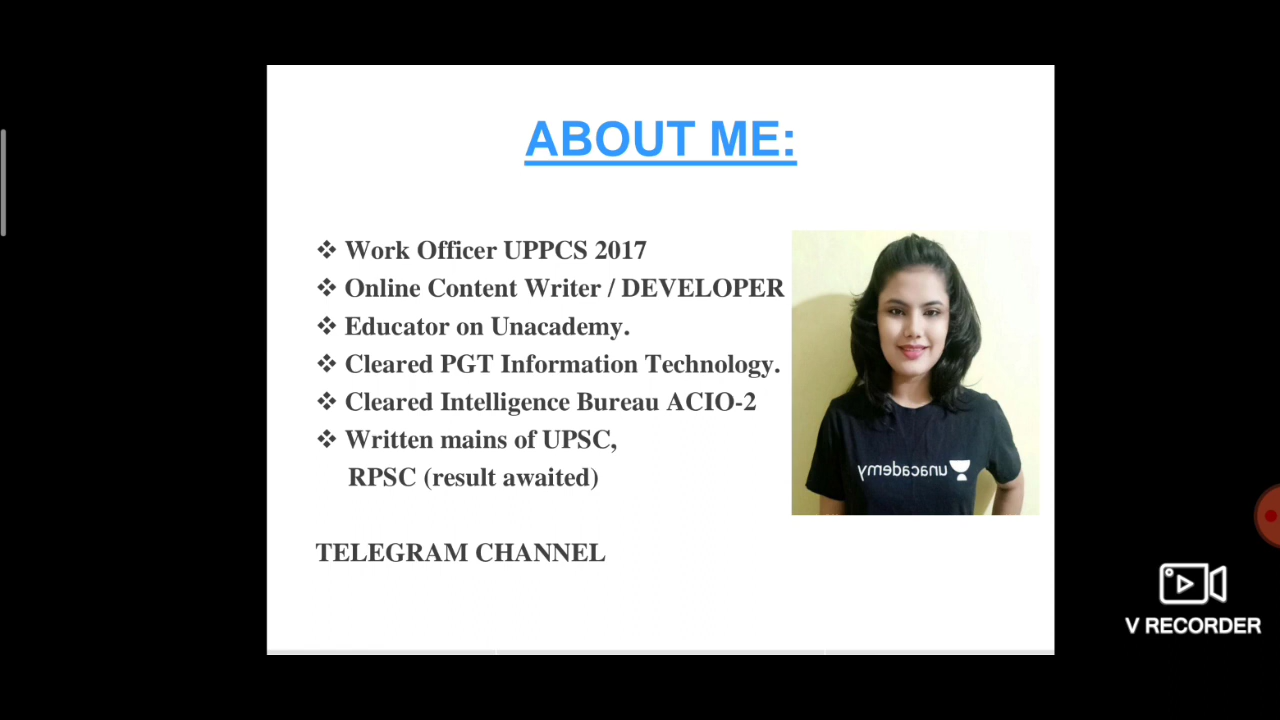 ABOUT ME:
❖ Work Officer UPPCS 2017
❖ Online Content Writer / DEVELOPER
❖ Educator on Unacademy.
❖ Cleared PGT Information Technology.
❖ Cleared Intelligence Bureau ACIO-2
❖ Written mains of UPSC,
RPSC (result awaited)
unacademy
TELEGRAM CHANNEL
V RECORDER